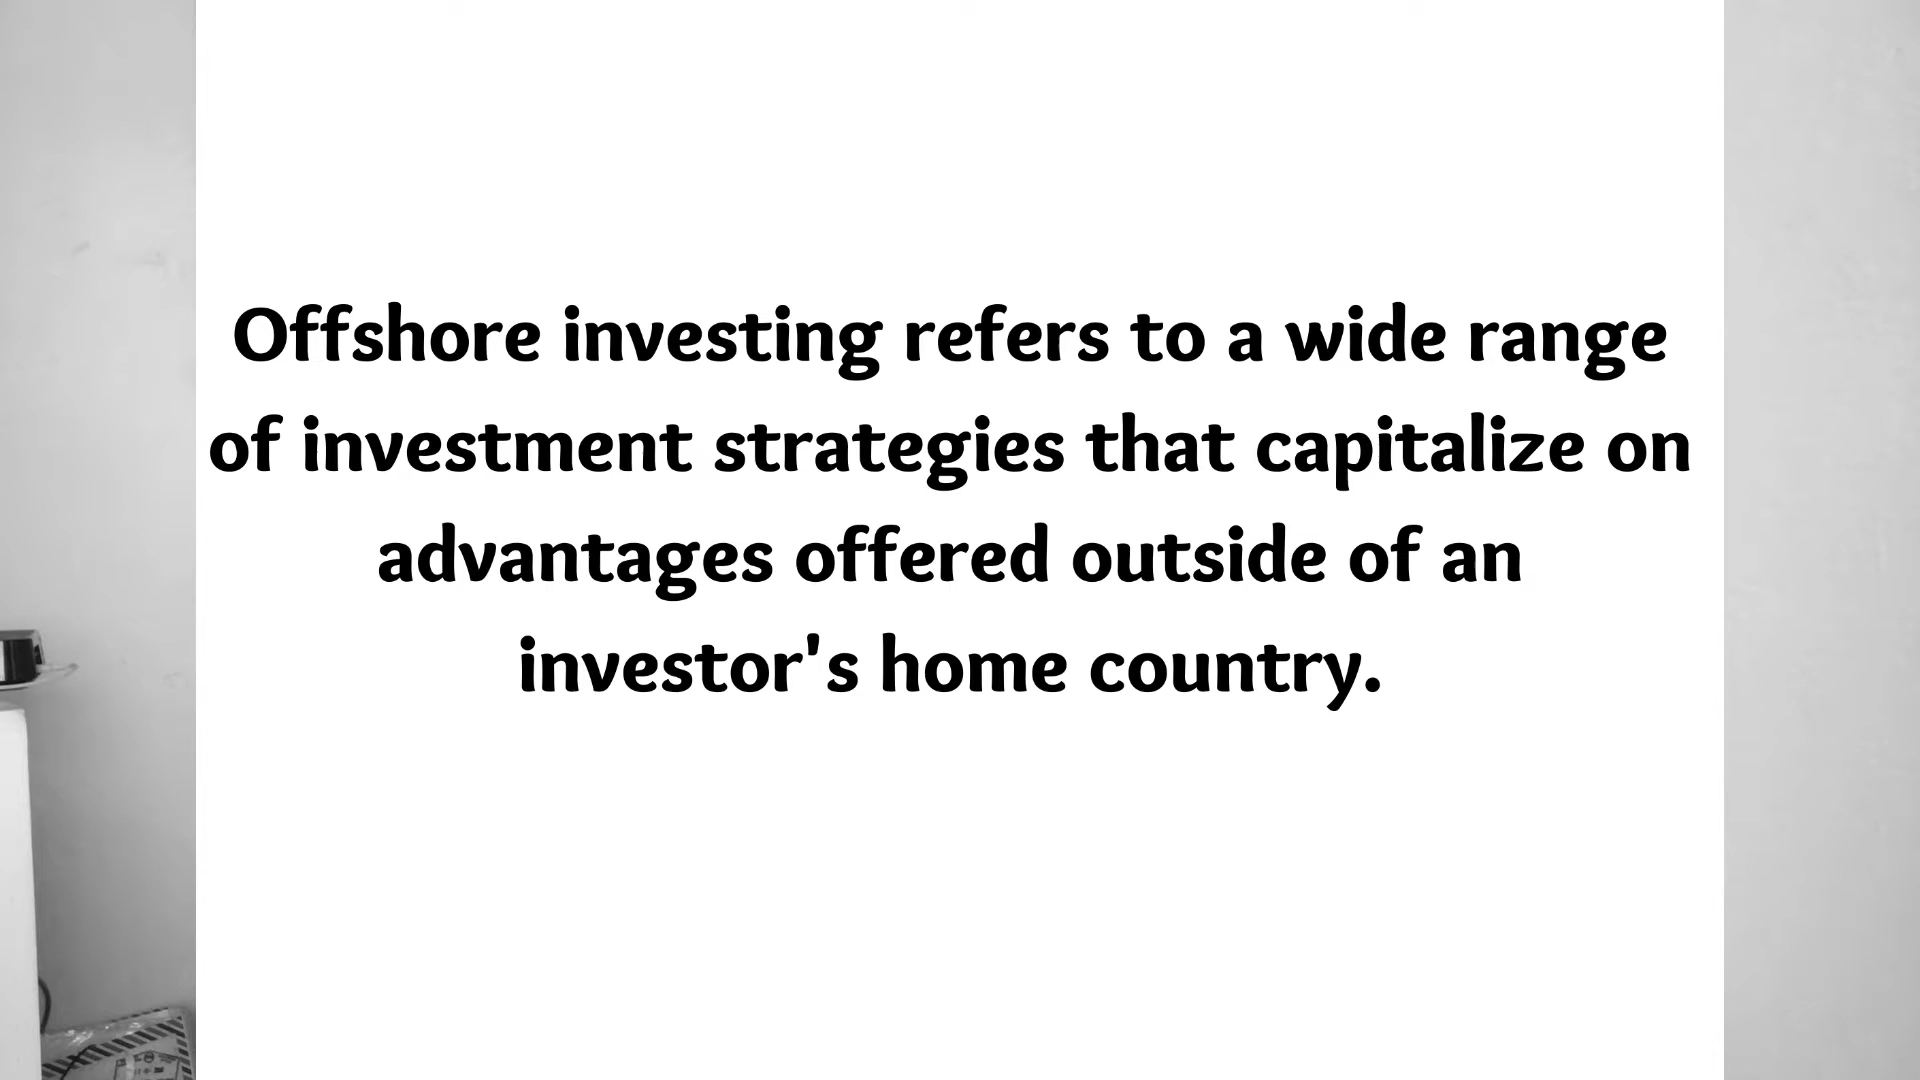 Offshore investing refers to a wide range
of investment strategies that capitalize on
advantages offered outside of an
investor's home country.